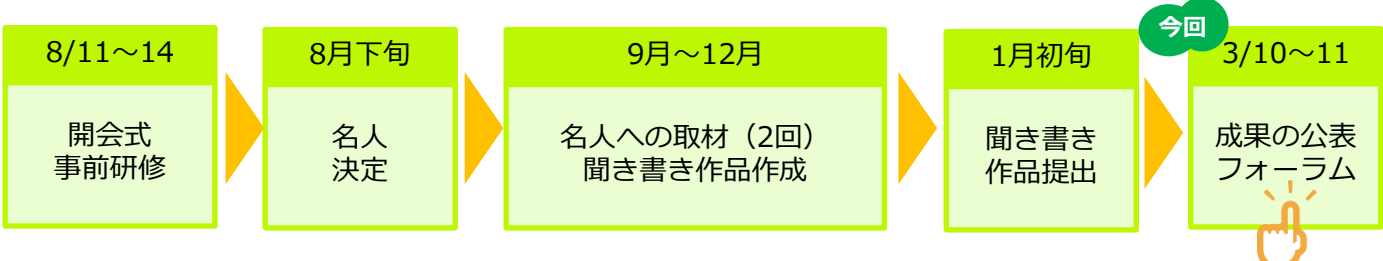 今回
8/11～14
開会式
事前研修
8月下旬
名人
決定
9月～12月
名人への取材（2回）
聞き書き作品作成
1月初旬
聞き書き
作品提出
3/10～11
成果の公表
フォーラム